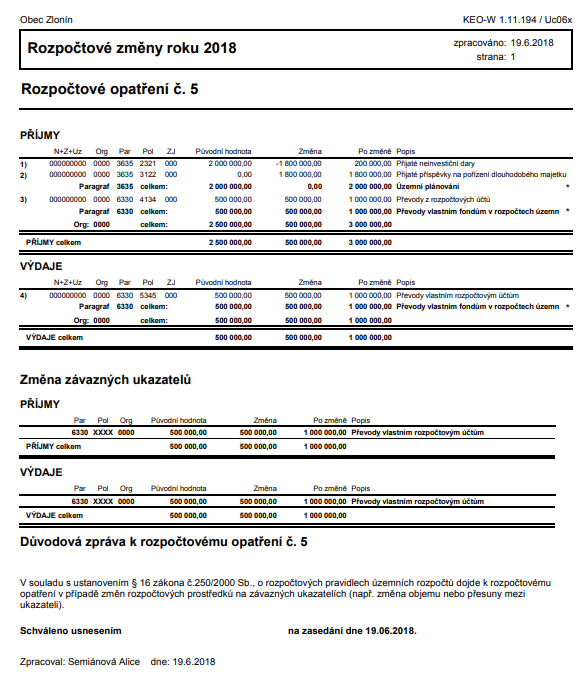 Obec Zlonín KEO-W 1.11.194 / Uc06x
Rozpočtové změny roku 2018 zpracováno: 19.6.2018
strana: 1
Rozpočtové opatření č. 5
PŘÍJMY
N+Z+Uz Org Par Pol ZJ Původní hodnota Změna Po změně Popis
1) 000000000 0000 3635 2321 000 2 000 000,00 -1 800 000,00 200 000,00 Přijaté neinvestiční dary
2) 000000000 0000 3635 3122 000 0,00 1 800 000,00 1 800 000,00 Přijaté příspěvky na pořízení dlouhodobého majetku
Paragraf 3635 celkem: 2 000 000,00 0,00 2 000 000,00 Územní plánování *
3) 000000000 0000 6330 4134 000 500 000,00 500 000,00 1 000 000,00 Převody z rozpočtových účtů
Paragraf 6330 celkem: 500 000,00 500 000,00 1 000 000,00 Převody vlastním fondům v rozpočtech územn *
Org: 0000 celkem: 2 500 000,00 500 000,00 3 000 000,00
PŘÍJMY celkem 2 500 000,00 500 000,00 3 000 000,00
VÝDAJE
N+Z+Uz Org Par Pol ZJ Původní hodnota Změna Po změně Popis
4) 000000000 0000 6330 5345 000 500 000,00 500 000,00 1 000 000,00 Převody vlastním rozpočtovým účtům
Paragraf 6330 celkem: 500 000,00 500 000,00 1 000 000,00 Převody vlastním fondům v rozpočtech územn *
Org: 0000 celkem: 500 000,00 500 000,00 1 000 000,00
VÝDAJE celkem 500 000,00 500 000,00 1 000 000,00
Změna závazných ukazatelů
PŘÍJMY
Par Pol Org Původní hodnota Změna Po změně Popis
6330 XXXX 0000 500 000,00 500 000,00 1 000 000,00 Převody vlastním rozpočtovým účtům
PŘÍJMY celkem 500 000,00 500 000,00 1 000 000,00
VÝDAJE
Par Pol Org Původní hodnota Změna Po změně Popis
6330 XXXX 0000 500 000,00 500 000,00 1 000 000,00 Převody vlastním rozpočtovým účtům
VÝDAJE celkem 500 000,00 500 000,00 1 000 000,00
Důvodová zpráva k rozpočtovému opatření č. 5
V souladu s ustanovením § 16 zákona č.250/2000 Sb., o rozpočtových pravidlech územních rozpočtů dojde k rozpočtovému
opatření v případě změn rozpočtových prostředků na závazných ukazatelích (např. změna objemu nebo přesuny mezi
ukazateli).
Schváleno usnesením na zasedání dne 19.06.2018.
Zpracoval: Semiánová Alice dne: 19.6.2018